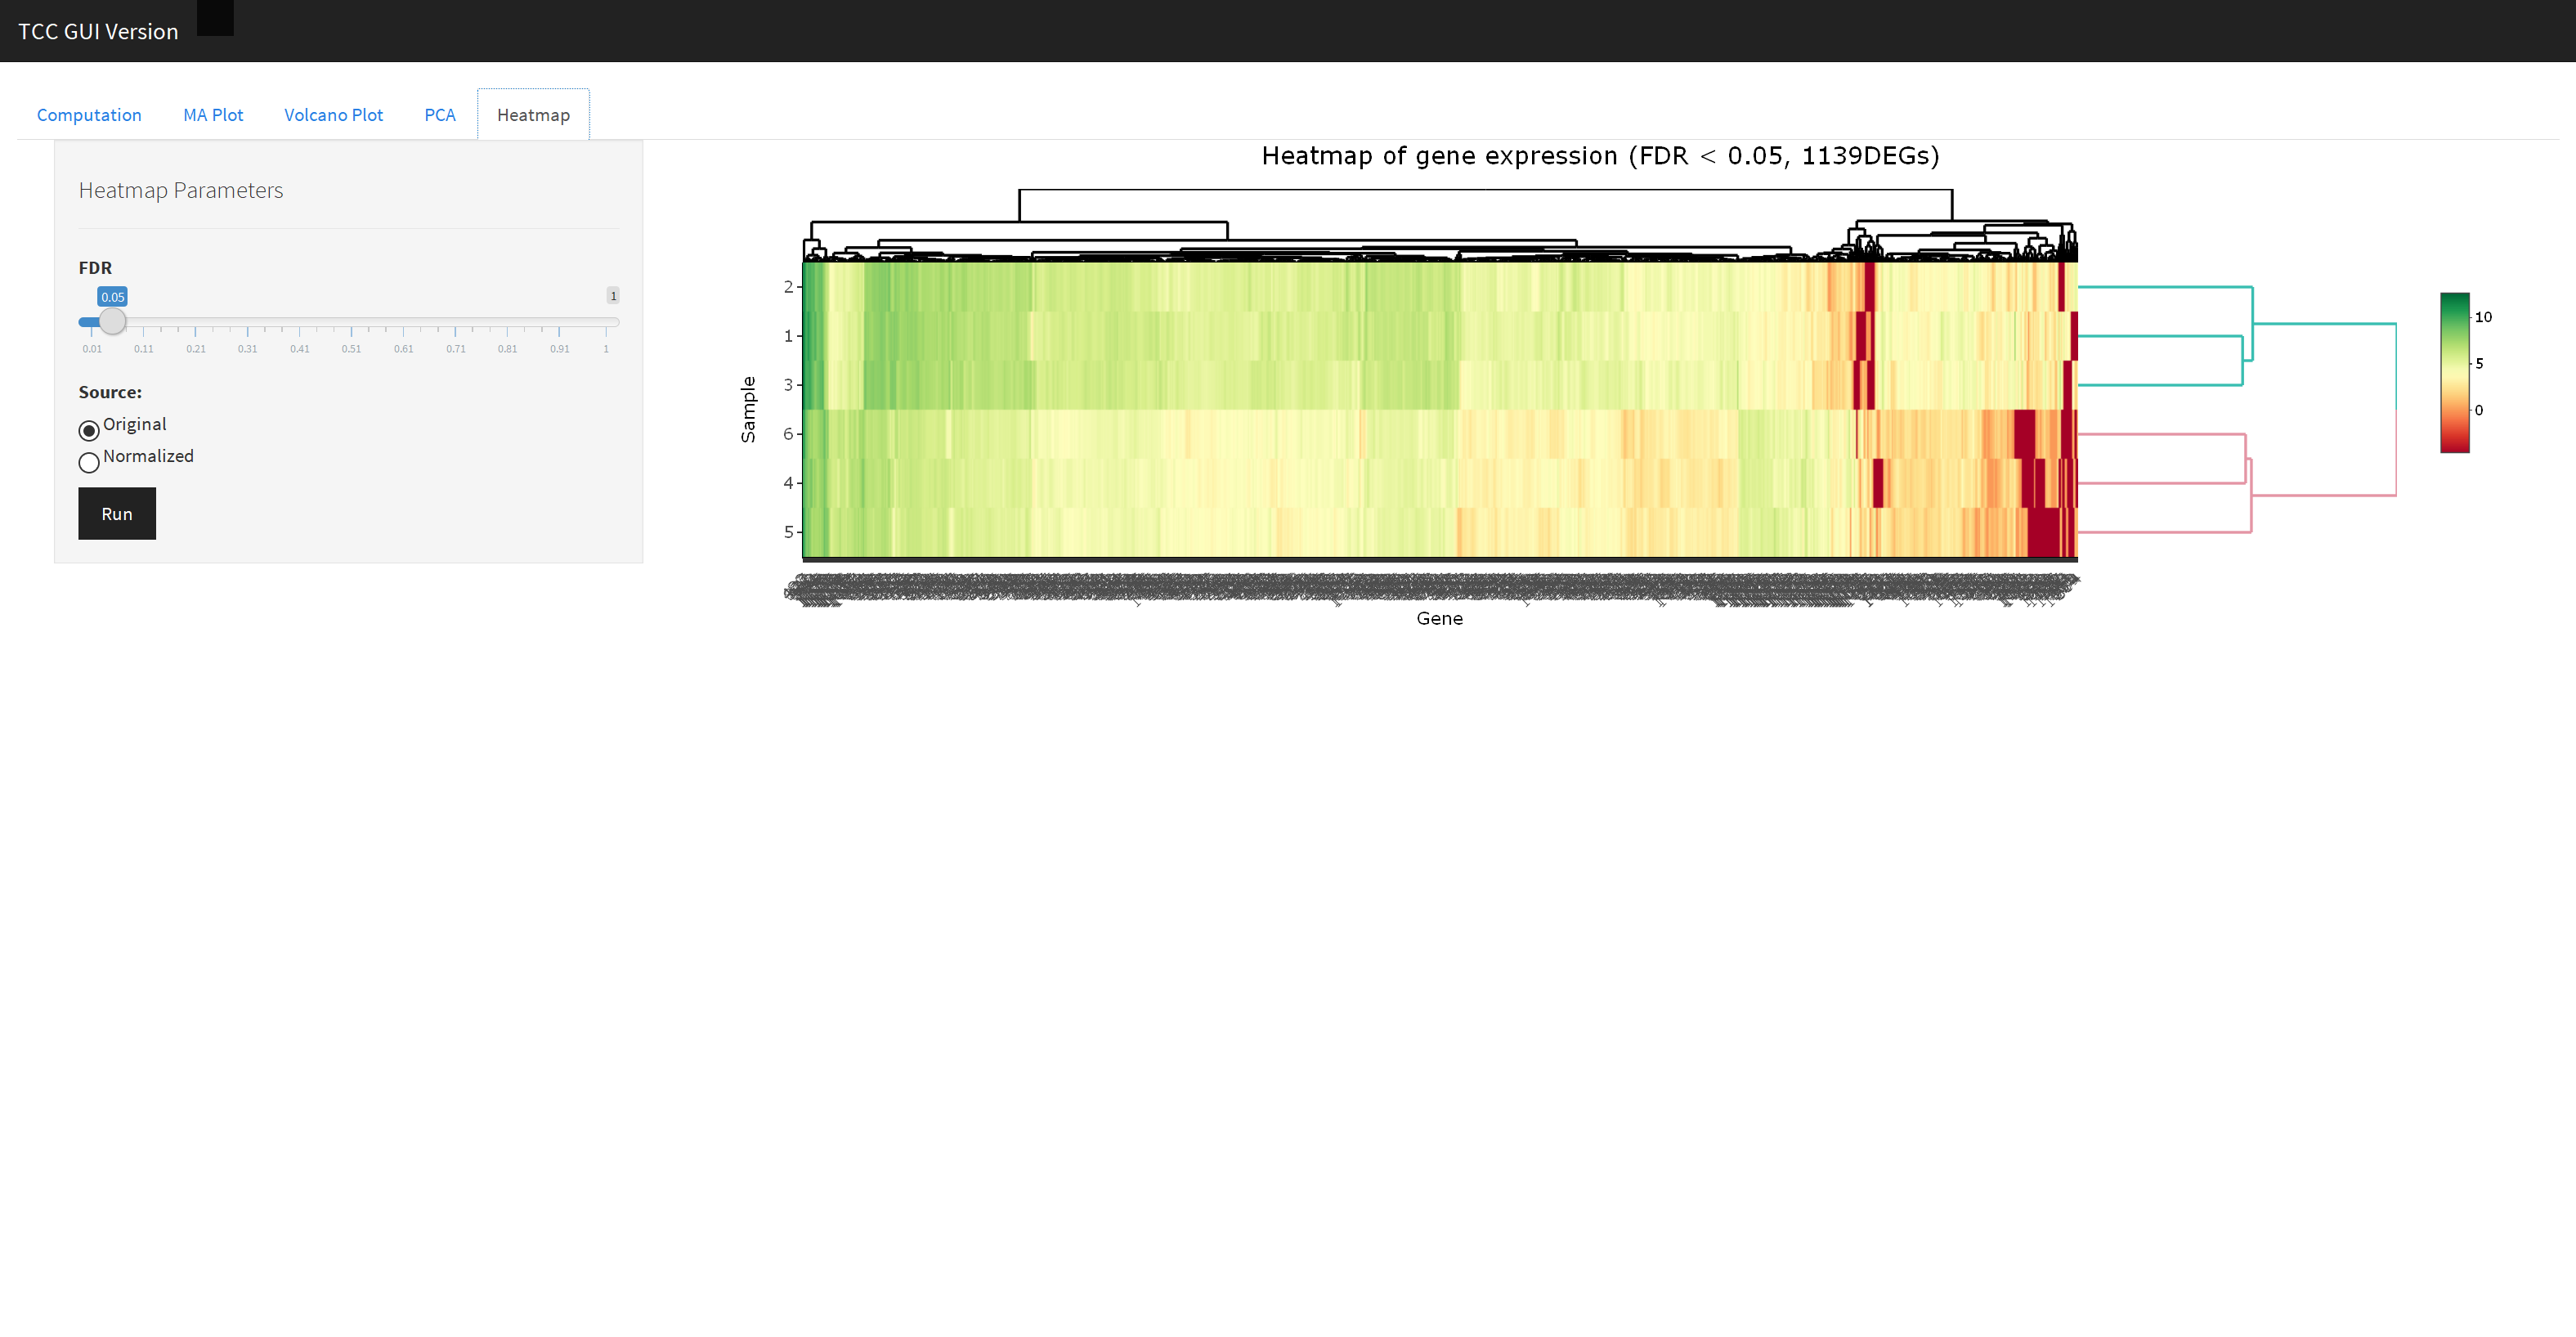 TCC GUI Version
Computation MA Plot Volcano Plot PCA Heatmap
Heatmap Parameters
FDR
0.05 1
0.01 0.11 0.21 0.31 0.41 0.51 0.61 0.71 0.81 0.91 1
Source:
Original
Normalized
Run
Heatmap of gene expression (FDR < 0.05, 1139DEGs)
Sample
2
1
3
6
4
5
Gene
10
5
0